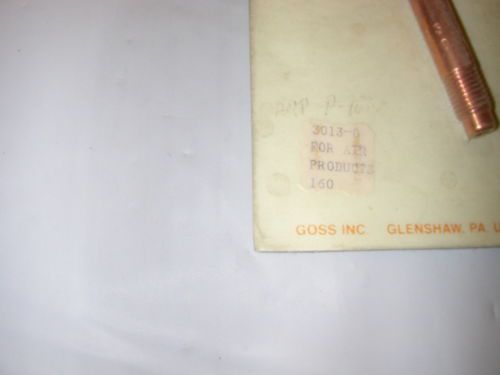 3013-6
FOR AIR
PRODUCTS
160
GOSS INC. GLENSHAW, PA. U